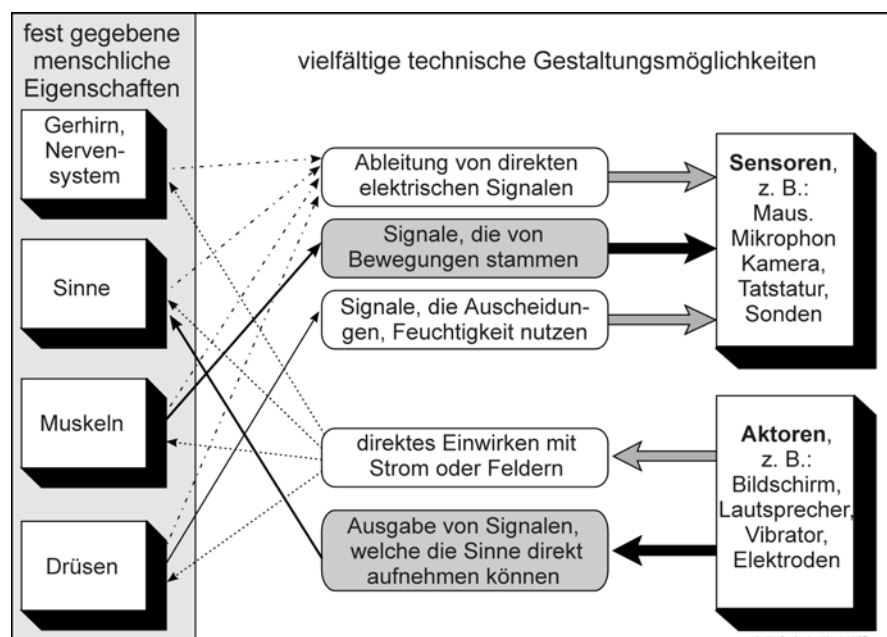 fest gegebene
menschliche
Eigenschaften
vielfältige technische Gestaltungsmöglichkeiten
Gerhirn,
Nerven-
system
Sinne
Muskeln
Drüsen
Ableitung von direkten
elektrischen Signalen
Signale, die von
Bewegungen stammen
Signale, die Auscheidun-
gen, Feuchtigkeit nutzen
direktes Einwirken mit
Strom oder Feldern
Ausgabe von Signalen,
welche die Sinne direkt
aufnehmen können
Sensoren,
z. B.:
Maus.
Mikrophon
Kamera,
Tatstatur,
Sonden
Aktoren,
z. B.:
Bildschirm,
Lautsprecher,
Vibrator,
Elektroden